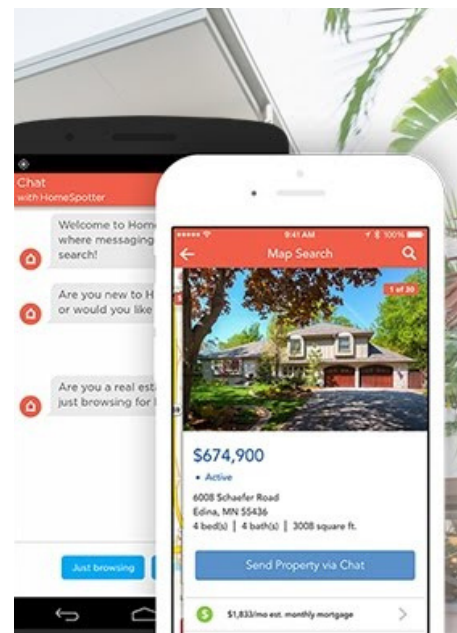 Chat
with HomeSpotter
Welcome to Home
where messaging
search!
Are you new to H
or would you like
Are you a real est
just browsing for
Just browsing
9:41 AM
100%
Map Search
1 of 30
$674,900
• Active
6008 Schaefer Road
Edina, MN 55436
4 bed(s) | 4 bath(s) | 3008 square ft.
Send Property via Chat
$1,833/mo est. monthly mortgage